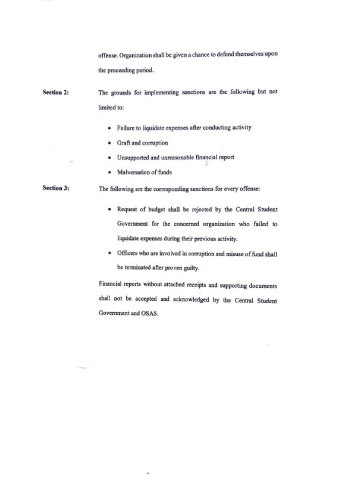 offense. Organization shall be given a chance to defend themselves upon
the proceeding period.
Section 2: The grounds for implementing sanctions are the following but not
limited to:
• Failure to liquidate expenses after conducting activity
• Graft and corruption
• Unsupported and unreasonable financial report
• Malversation of funds
Section 3: The following are the corresponding sanctions for every offense:
• Request of budget shall be rejected by the Central Student
Government for the concerned organization who failed to
liquidate expenses during their previous activity.
• Officers who are involved in corruption and misuse of fund shall
be terminated after proven guilty.
Financial reports without attached receipts and supporting documents
shall not be accepted and acknowledged by the Central Student
Government and OSAS.